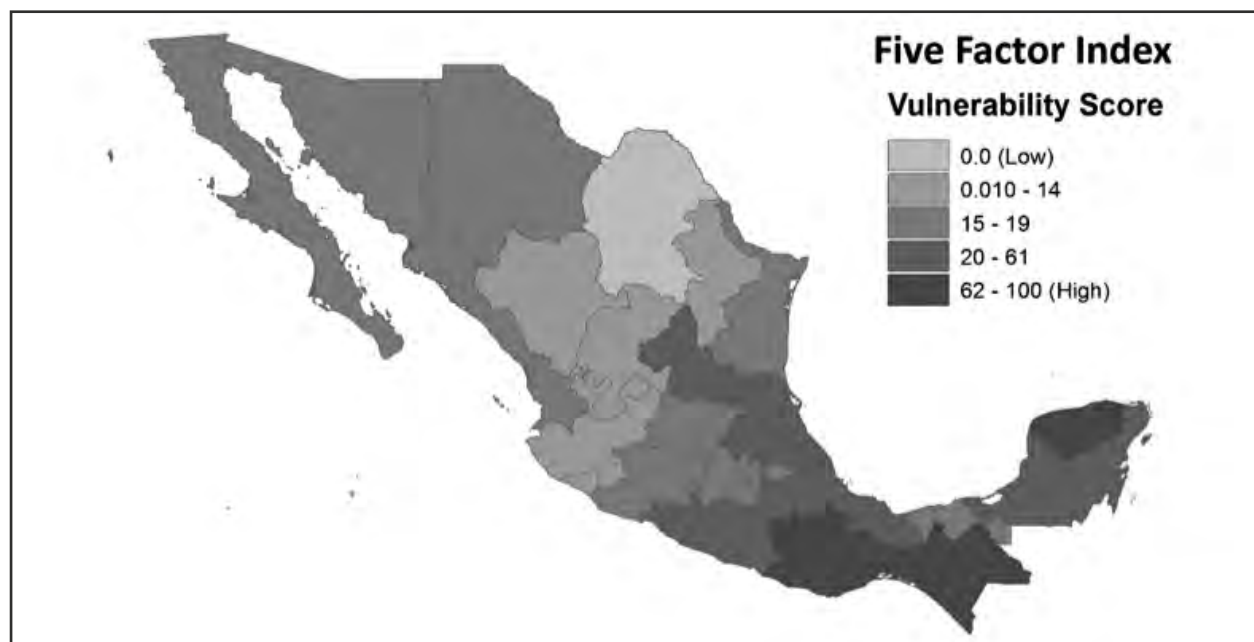 Five Factor Index
Vulnerability Score
0.0 (Low)
0.010 - 14
15 - 19
20 - 61
62 - 100 (High)